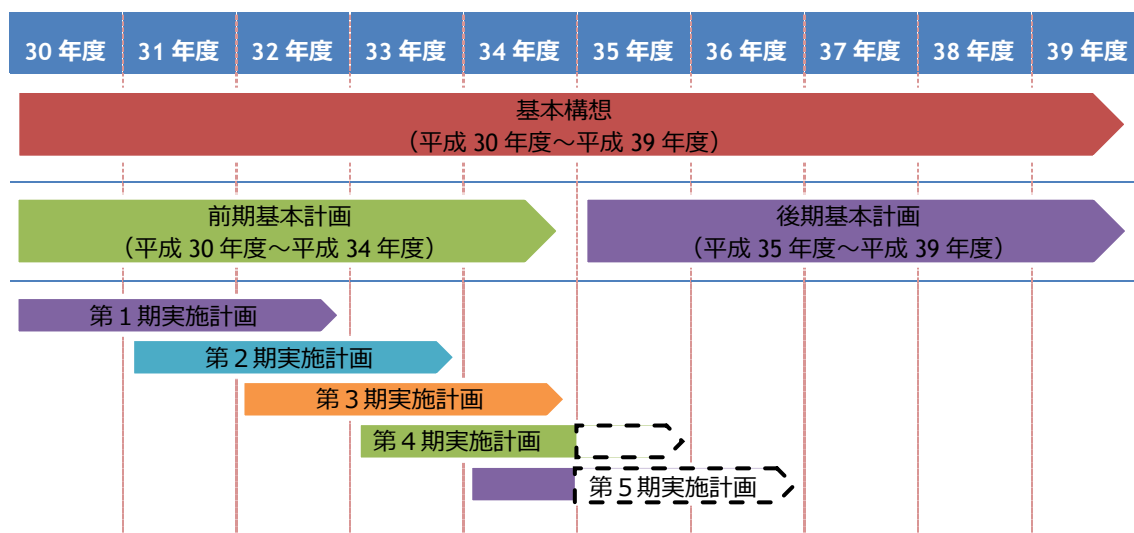 30 年度 31 年度 32 年度 33 年度 34 年度 35 年度 36 年度 37 年度 38 年度 39 年度
基本構想
（平成 30 年度～平成 39 年度）
前期基本計画
（平成 30 年度～平成 34 年度）
後期基本計画
（平成 35 年度～平成 39 年度）
第１期実施計画
第２期実施計画
第３期実施計画
第４期実施計画
第５期実施計画